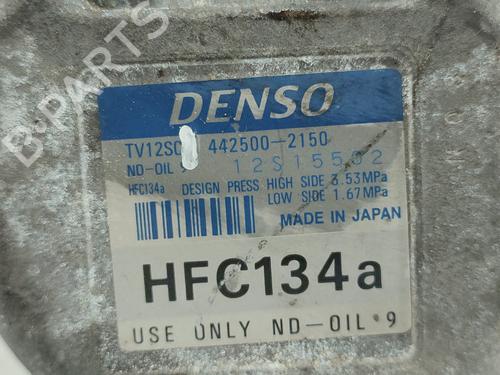 B-PARTS
DENSO
TV12SC 442500-2150
ND-OIL 12S15502
HFC134a DESIGN PRESS HIGH SIDE 3.53MPa
LOW SIDE 1.67MPa
MADE IN JAPAN
HFC134a
USE ONLY ND-OIL 9